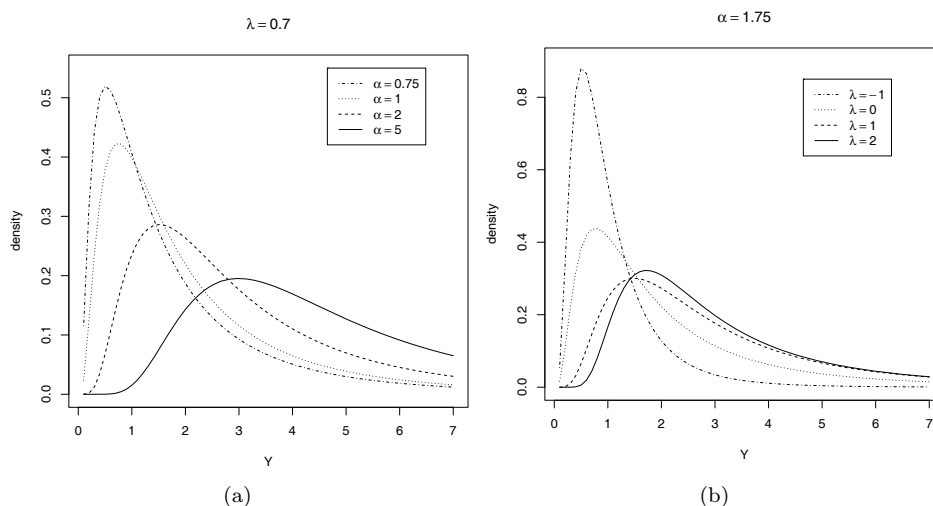 λ = 0.7
α = 0.75
α = 1
α = 2
α = 5
density
0.0
0.1
0.2
0.3
0.4
0.5
0 1 2 3 4 5 6 7
Y
(a)
α = 1.75
λ = −1
λ = 0
λ = 1
λ = 2
density
0.0
0.2
0.4
0.6
0.8
0 1 2 3 4 5 6 7
Y
(b)